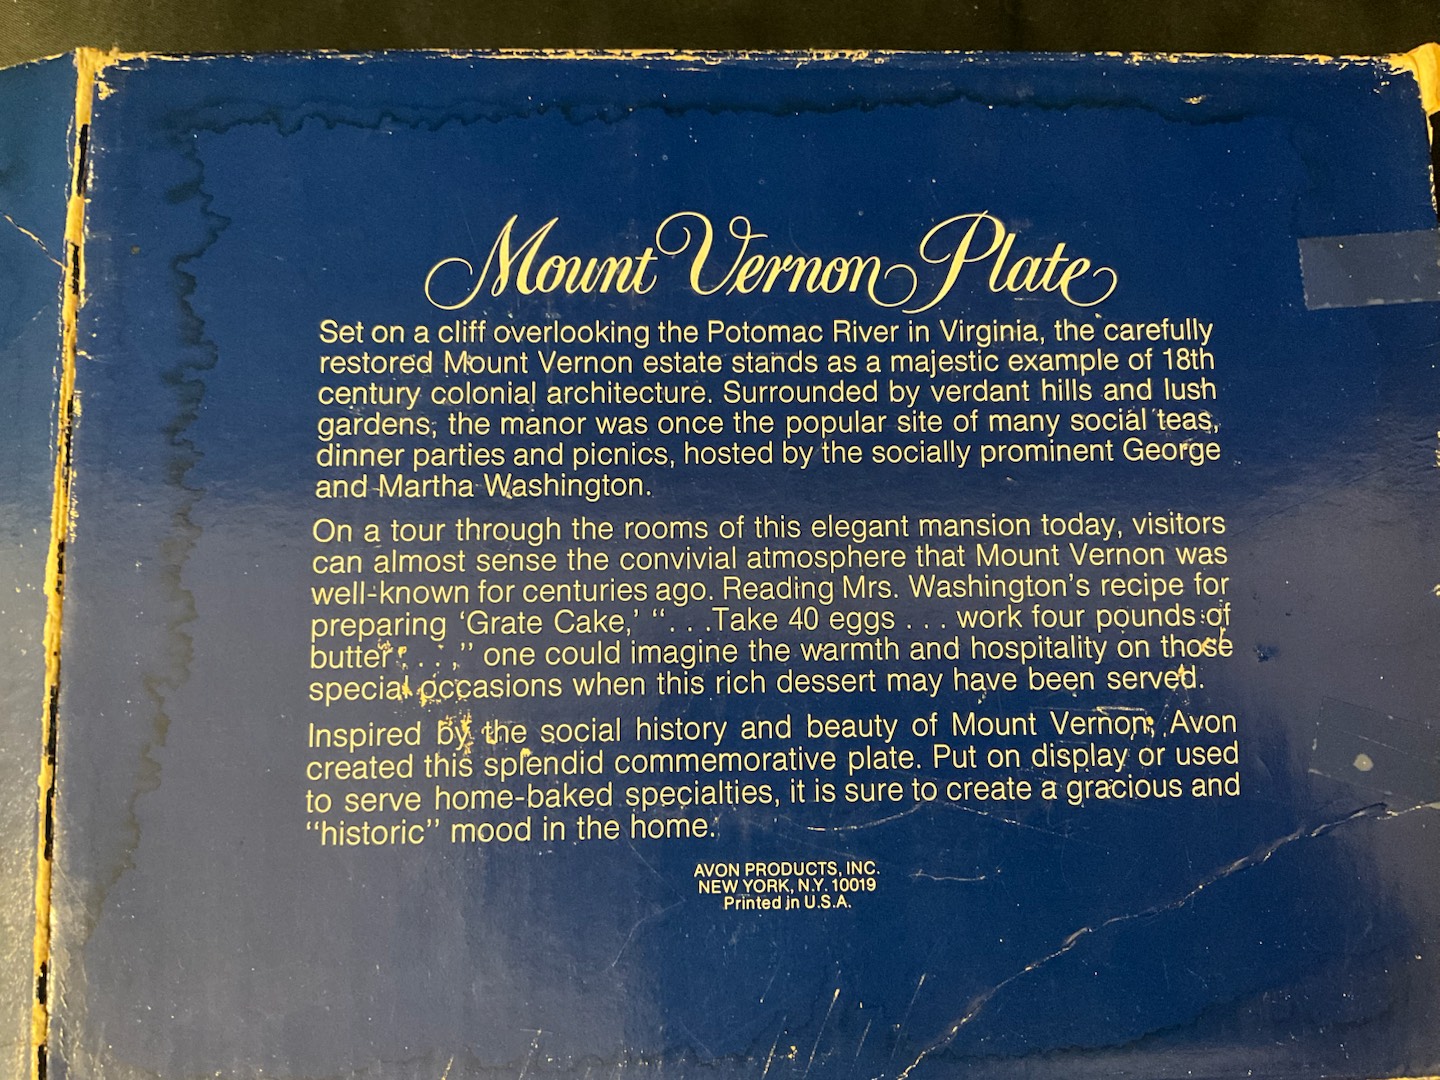 Mount Vernon Plate
Set on a cliff overlooking the Potomac River in Virginia, the carefully
restored Mount Vernon estate stands as a majestic example of 18th
century colonial architecture. Surrounded by verdant hills and lush
gardens, the manor was once the popular site of many social teas,
dinner parties and picnics, hosted by the socially prominent George
and Martha Washington.
On a tour through the rooms of this elegant mansion today, visitors
can almost sense the convivial atmosphere that Mount Vernon was
well-known for centuries ago. Reading Mrs. Washington's recipe for
preparing 'Grate Cake,' “. . .Take 40 eggs . . . work four pounds of
butter . . .,” one could imagine the warmth and hospitality on those
special occasions when this rich dessert may have been served.
Inspired by the social history and beauty of Mount Vernon, Avon
created this splendid commemorative plate. Put on display or used
to serve home-baked specialties, it is sure to create a gracious and
“historic” mood in the home.
AVON PRODUCTS, INC.
NEW YORK, N.Y. 10019
Printed in U.S.A.